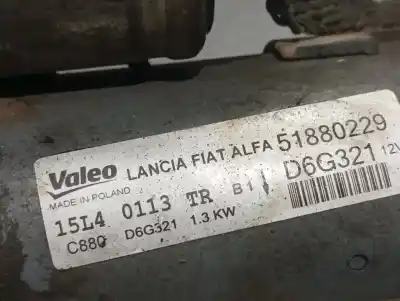 Valeo LANCIA FIAT ALFA 51880229
MADE IN POLAND D6G321 12V
15L4 0113 TR B1
C880 D6G321 1.3 KW